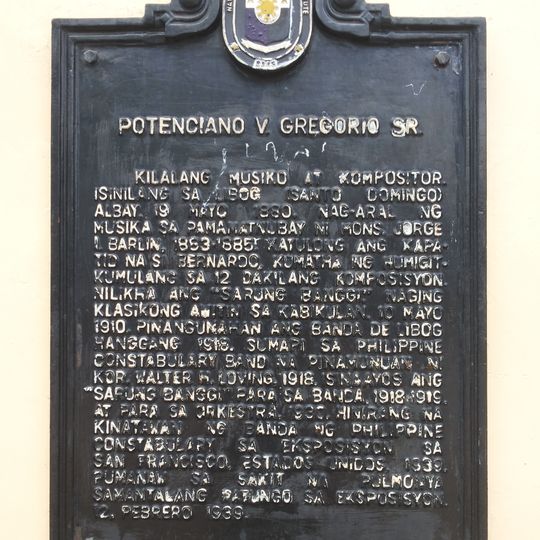 POTENCIANO V. GREGORIO SR.
KILALANG MUSIKO AT KOMPOSITOR.
ISINILANG SA LIBOG (SANTO DOMINGO)
ALBAY, 19 MAYO 1880. NAG-ARAL NG
MUSIKA SA PAMAMATNUBAY NI MONS. JORGE
I. BARLIN, 1853-1885. KATULONG ANG KAPA-
TID NA SI BERNARDO, KUMATHA NG HUMIGIT-
KUMULANG SA 12 DAKILANG KOMPOSISYON.
NILIKHA ANG "SARUNG BANGGI" NAGING
KLASIKONG AWITIN SA KABIKULAN, 10 MAYO
1910. PINANGUNAHAN ANG BANDA DE LIBOG
HANGGANG 1918. SUMAPI SA PHILIPPINE
CONSTABULARY BAND NA PINAMUNUAN NI
KOR. WALTER H. LOVING, 1918. SINAAYOS ANG
"SARUNG BANGGI" PARA SA BANDA, 1918-1919,
AT PARA SA ORKESTRA, HINIRANG NA
KINATAWAN NG BANDA NG PHILIPPINE
CONSTABULARY SA EKSPOSISYON SA
SAN FRANCISCO, ESTADOS UNIDOS, 1939.
PUMANAW SA SAKIT NA PULMONYA
SAMANTALANG PATUNGO SA EKSPOSISYON,
12 PEBRERO 1939.